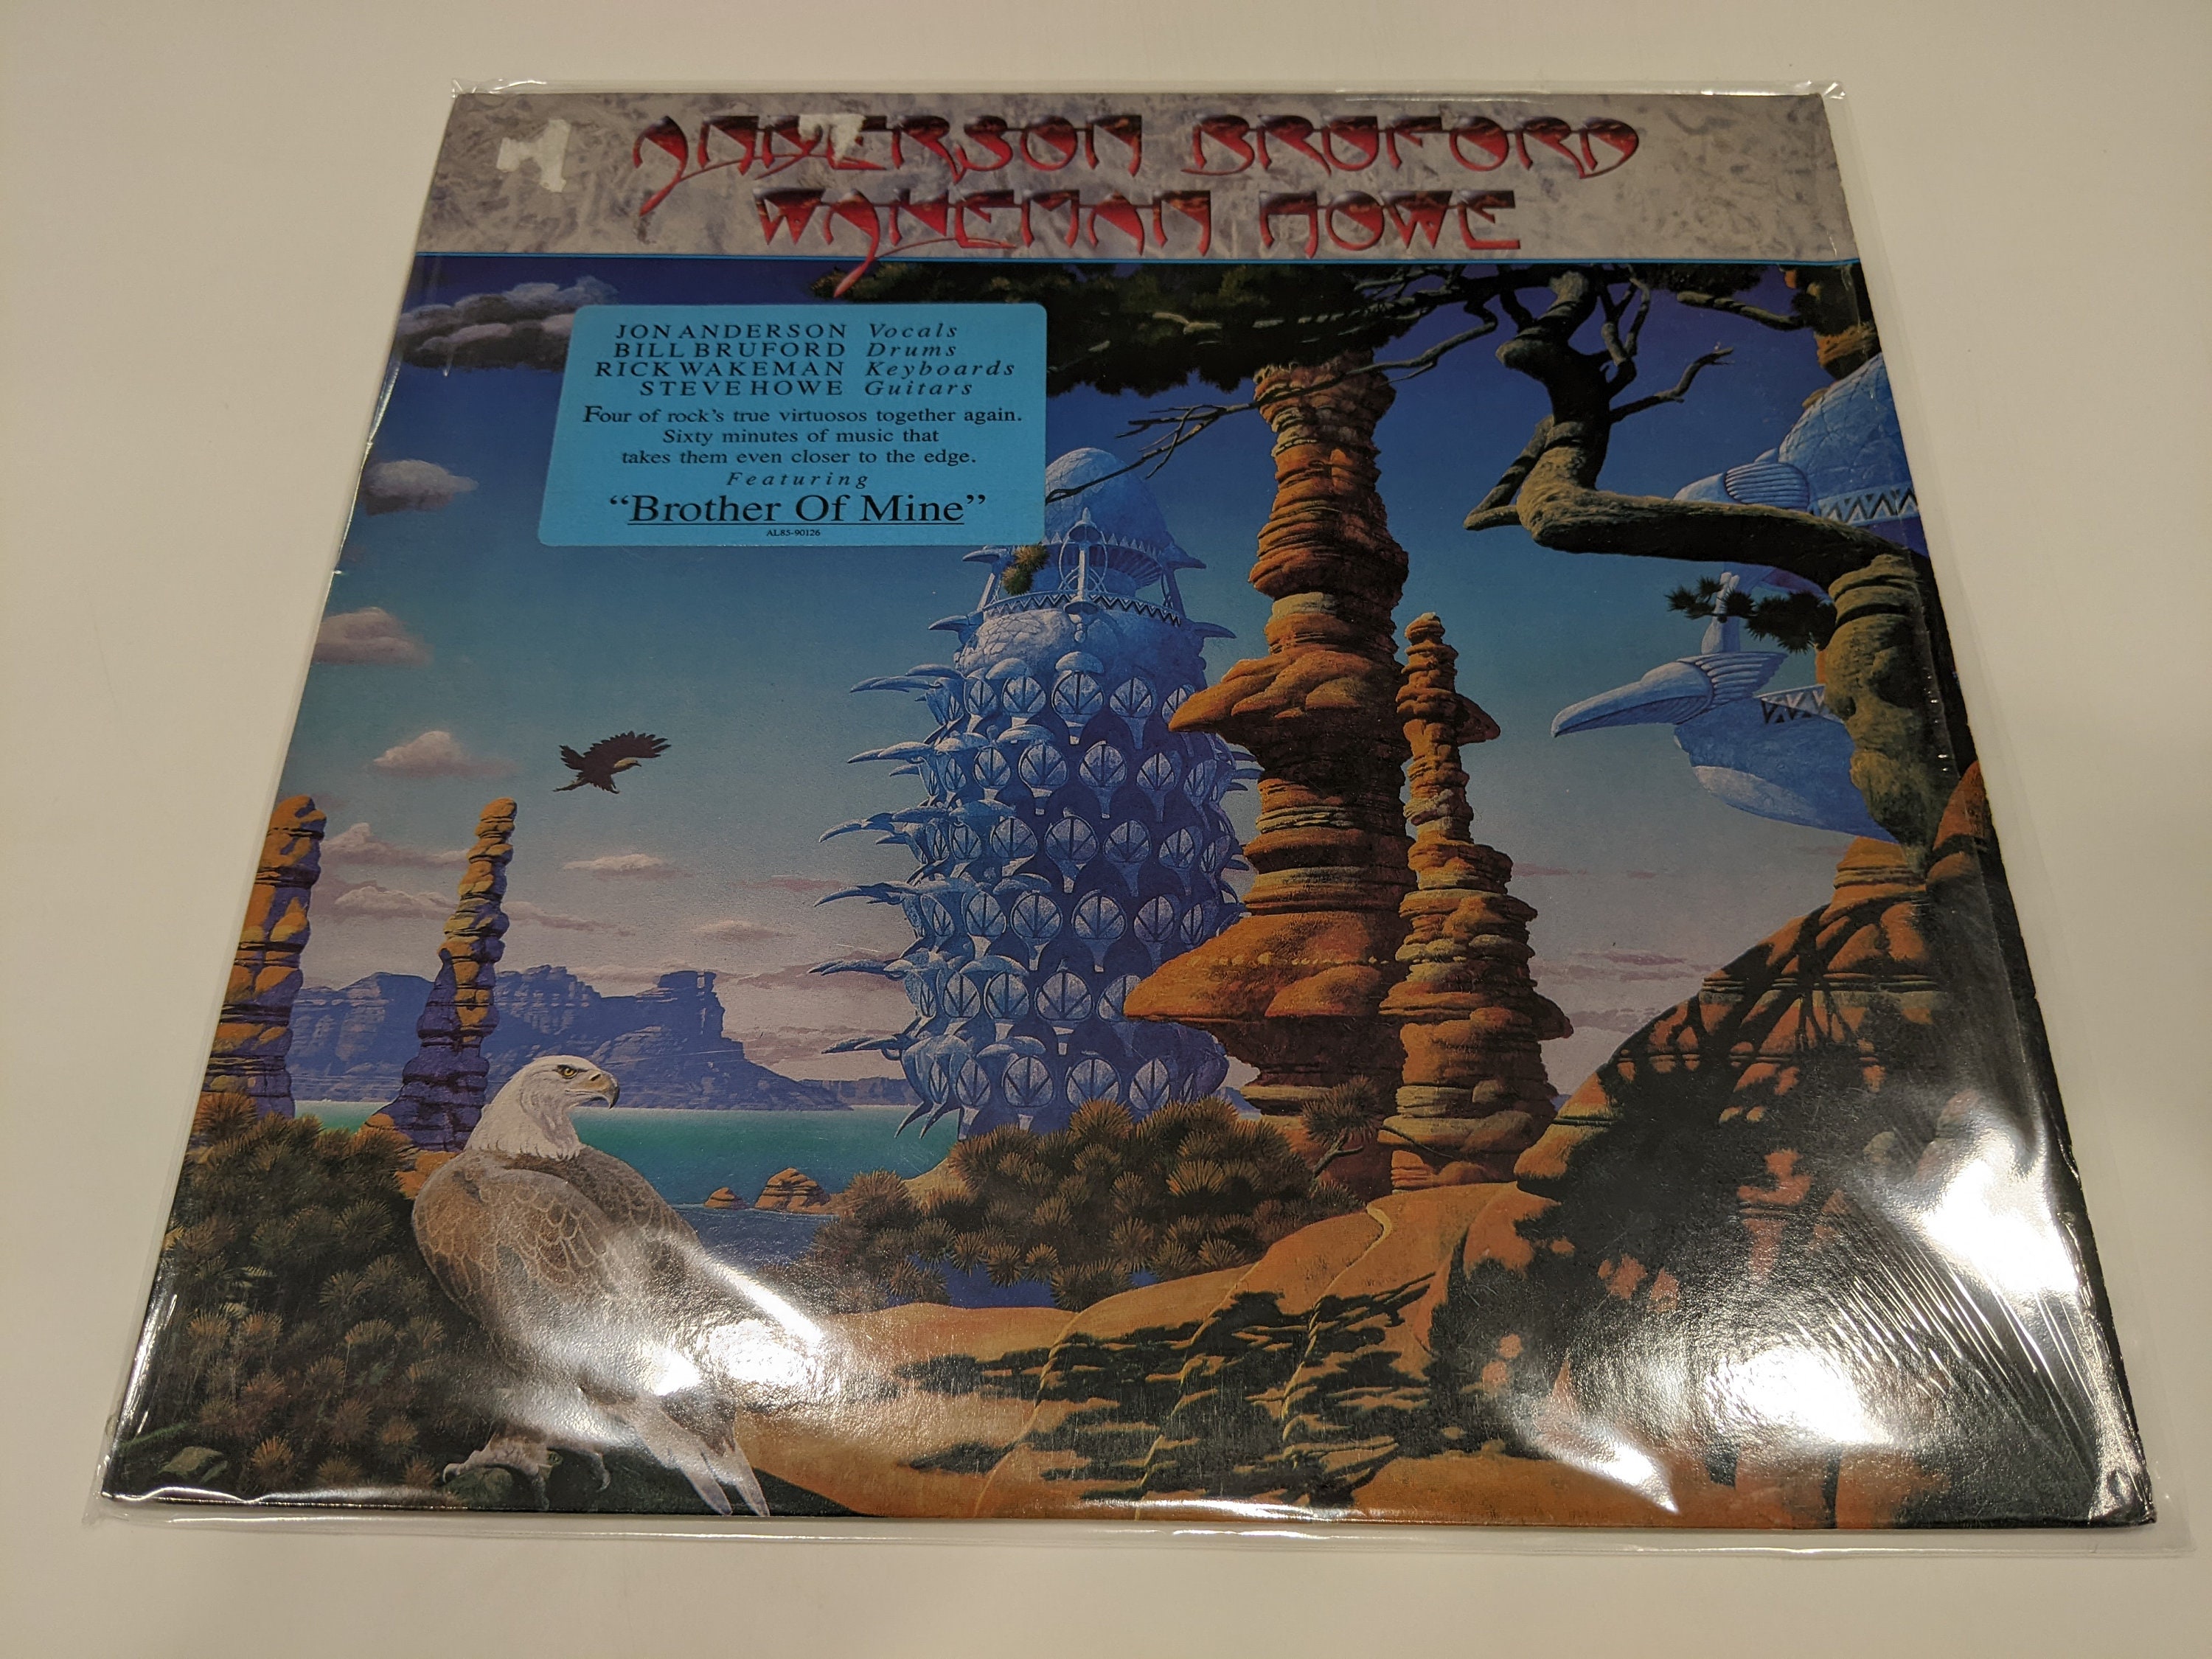 ANDERSON BRUFORD
WAKEMAN HOWE
JON ANDERSON Vocals
BILL BRUFORD Drums
RICK WAKEMAN Keyboards
STEVE HOWE Guitars
Four of rock's true virtuosos together again.
Sixty minutes of music that
takes them even closer to the edge.
Featuring
“Brother Of Mine”
AL85-90126